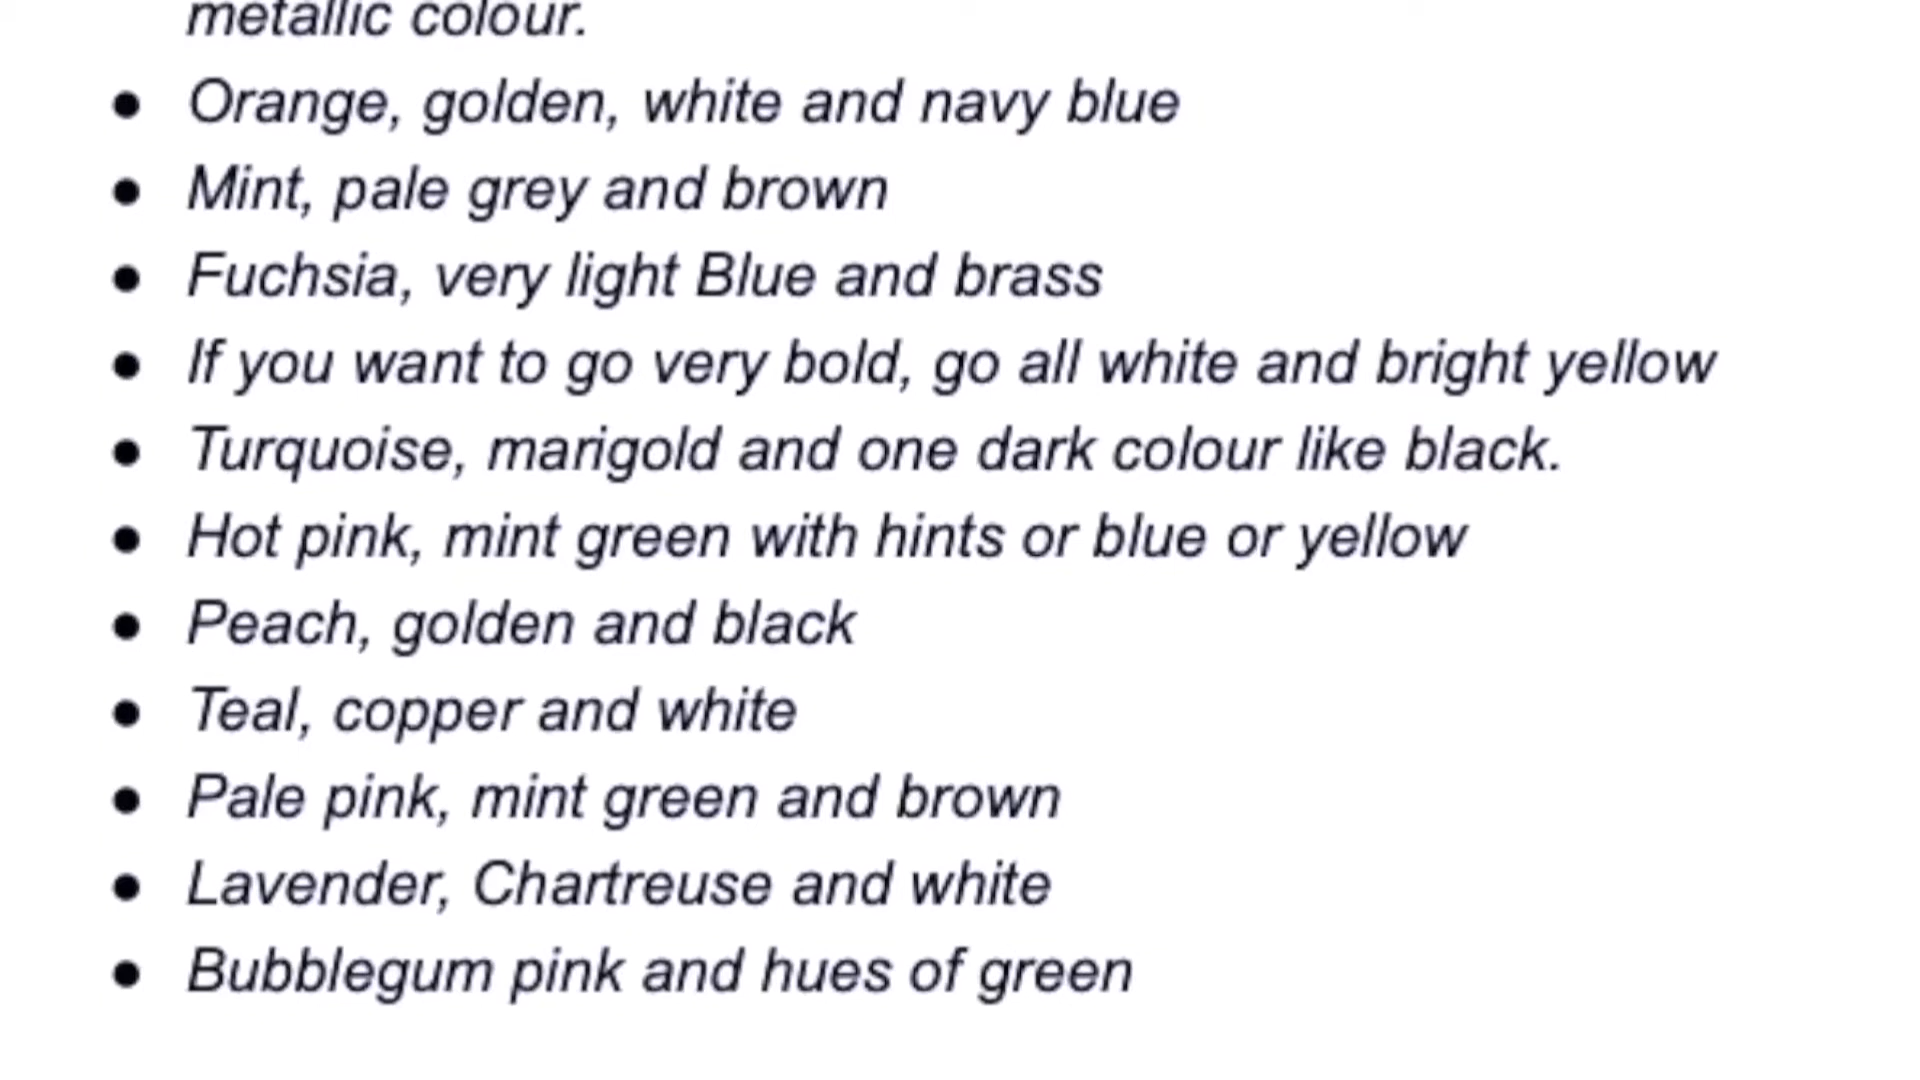 metallic colour.
● Orange, golden, white and navy blue
● Mint, pale grey and brown
● Fuchsia, very light Blue and brass
● If you want to go very bold, go all white and bright yellow
● Turquoise, marigold and one dark colour like black.
● Hot pink, mint green with hints or blue or yellow
● Peach, golden and black
● Teal, copper and white
● Pale pink, mint green and brown
● Lavender, Chartreuse and white
● Bubblegum pink and hues of green